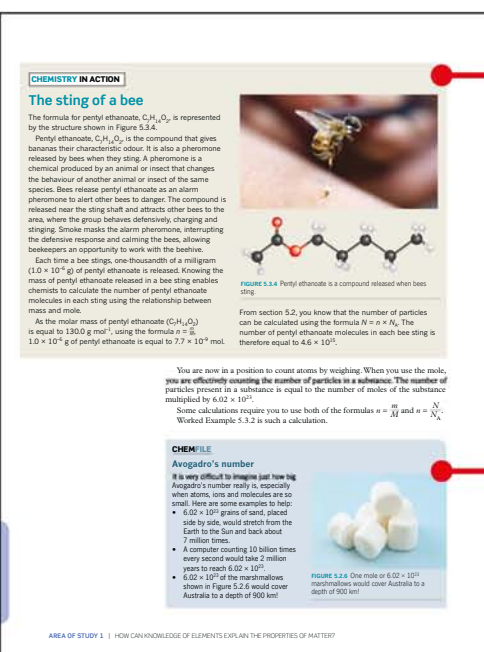 CHEMISTRY IN ACTION
The sting of a bee
The formula for pentyl ethanoate, C₇H₁₄O₂, is represented
by the structure shown in Figure 5.3.4.
Pentyl ethanoate, C₇H₁₄O₂, is the compound that gives
bananas their characteristic odour. It is also a pheromone
released by bees when they sting. A pheromone is a
chemical produced by an animal or insect that changes
the behaviour of another animal or insect of the same
species. Bees release pentyl ethanoate as an alarm
pheromone to alert other bees to danger. The compound is
released near the sting shaft and attracts other bees to the
area, where the group behaves defensively, charging and
stinging. Smoke masks the alarm pheromone, interrupting
the defensive response and calming the bees, allowing
beekeepers an opportunity to work with the beehive.
Each time a bee stings, one-thousandth of a milligram
(1.0 × 10⁻⁶ g) of pentyl ethanoate is released. Knowing the
mass of pentyl ethanoate released in a bee sting enables
chemists to calculate the number of pentyl ethanoate
molecules in each sting using the relationship between
mass and mole.
As the molar mass of pentyl ethanoate (C₇H₁₄O₂)
is equal to 130.0 g mol⁻¹, using the formula n = m/M,
1.0 × 10⁻⁶ g of pentyl ethanoate is equal to 7.7 × 10⁻⁹ mol.
FIGURE 5.3.4 Pentyl ethanoate is a compound released when bees
sting.
From section 5.2, you know that the number of particles
can be calculated using the formula N = n × Nₐ. The
number of pentyl ethanoate molecules in each bee sting is
therefore equal to 4.6 × 10¹⁵.
You are now in a position to count atoms by weighing. When you use the mole,
you are effectively counting the number of particles in a substance. The number of
particles present in a substance is equal to the number of moles of the substance
multiplied by 6.02 × 10²³.
Some calculations require you to use both of the formulas n = m/M and n = N/Nₐ.
Worked Example 5.3.2 is such a calculation.
CHEMFILE
Avogadro's number
It is very difficult to imagine just how big
Avogadro's number really is, especially
when atoms, ions and molecules are so
small. Here are some examples to help:
• 6.02 × 10²³ grains of sand, placed
side by side, would stretch from the
Earth to the Sun and back about
7 million times.
• A computer counting 10 billion times
every second would take 2 million
years to reach 6.02 × 10²³.
• 6.02 × 10²³ of the marshmallows
shown in Figure 5.2.6 would cover
Australia to a depth of 900 km!
FIGURE 5.2.6 One mole or 6.02 × 10²³
marshmallows would cover Australia to a
depth of 900 km!
AREA OF STUDY 1 | HOW CAN KNOWLEDGE OF ELEMENTS EXPLAIN THE PROPERTIES OF MATTER?